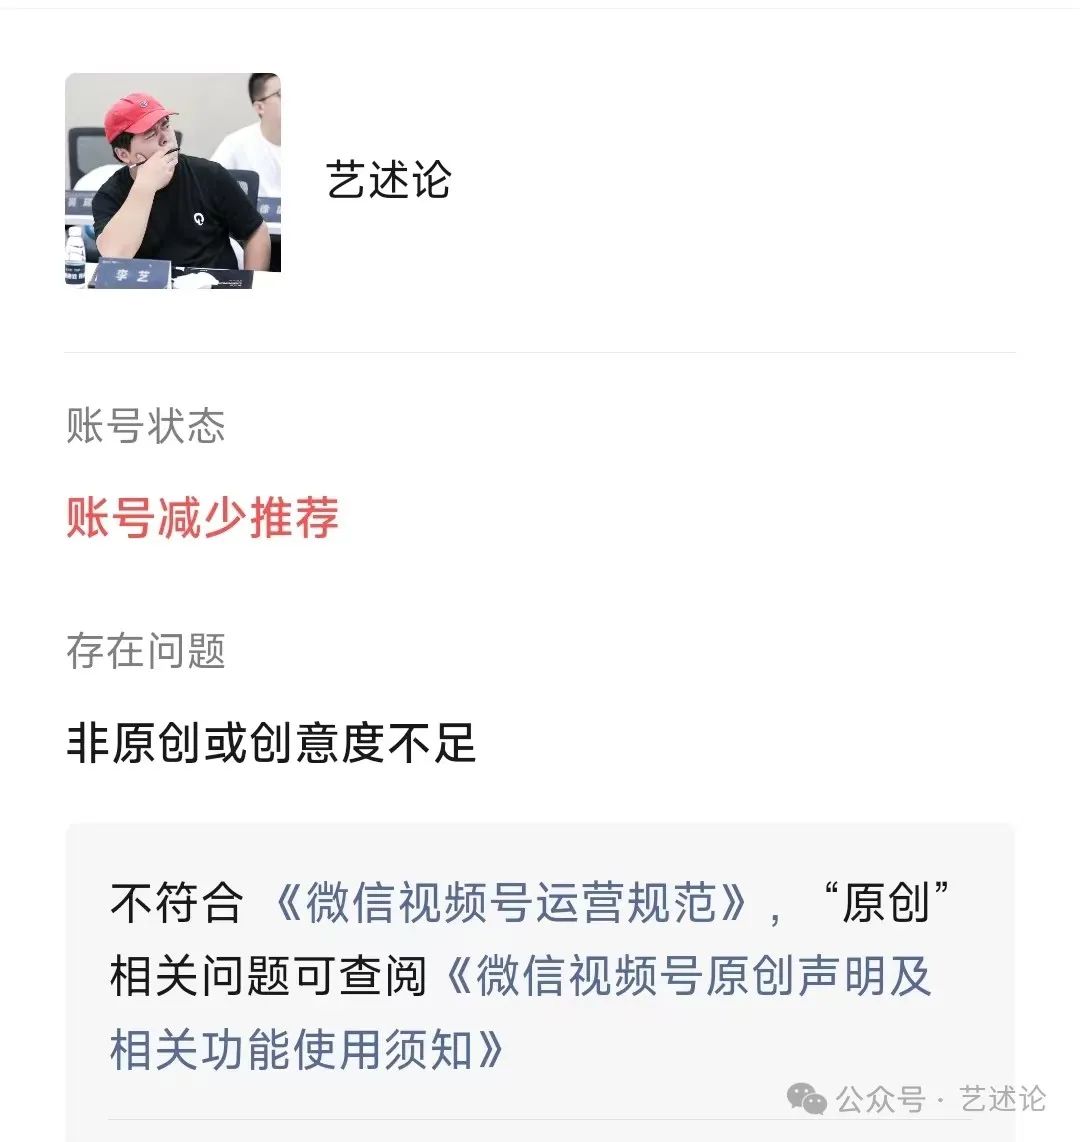 艺述论
李艺
账号状态
账号减少推荐
存在问题
非原创或创意度不足
不符合《微信视频号运营规范》，“原创”
相关问题可查阅《微信视频号原创声明及
相关功能使用须知》
公众号 · 艺述论